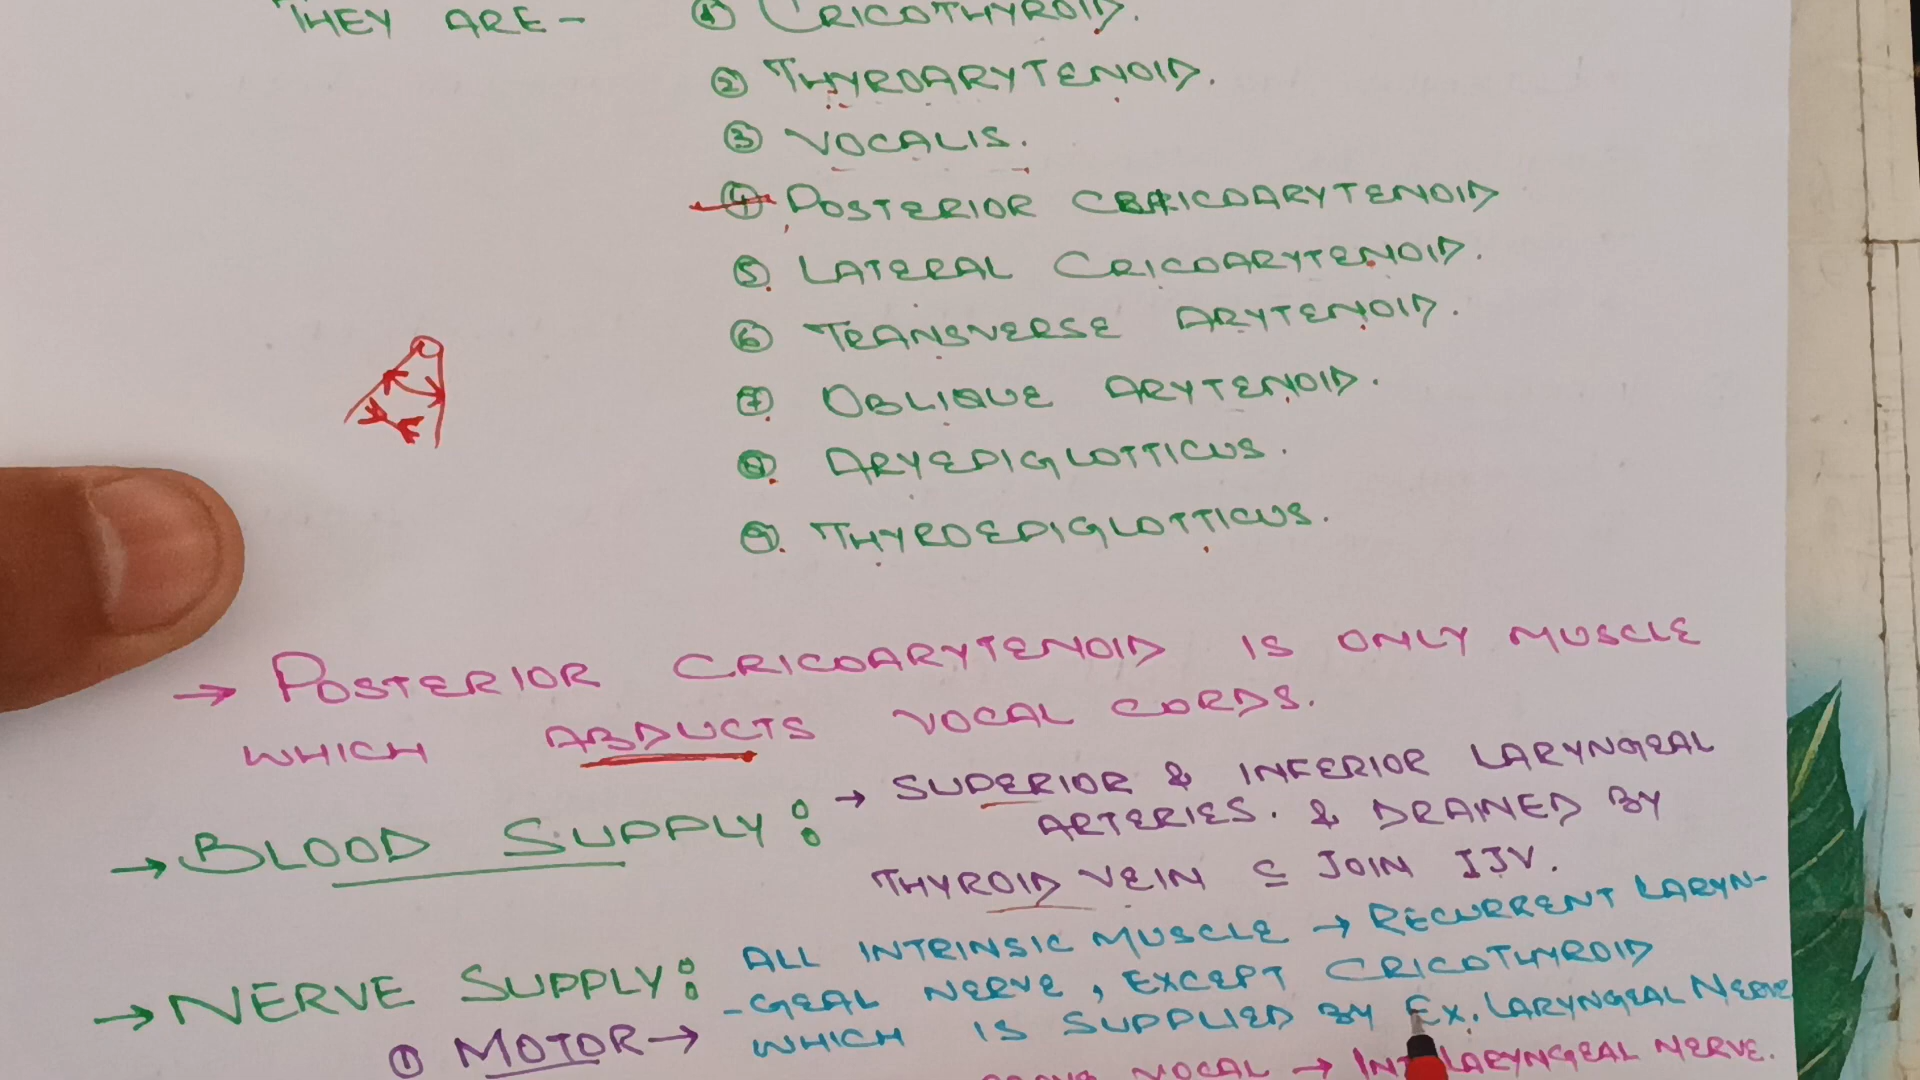 THEY ARE - ① CRICOTHYROID.
② THYROARYTENOID.
③ VOCALIS.
④ POSTERIOR CRICOARYTENOID
⑤. LATERAL CRICOARYTENOID.
⑥ TRANSVERSE ARYTENOID.
⑦. OBLIQUE ARYTENOID.
⑧. ARYEPIGLOTTICUS.
⑨. THYROEPIGLOTTICUS.
→ POSTERIOR CRICOARYTENOID IS ONLY MUSCLE
WHICH ABDUCTS VOCAL CORDS.
→ BLOOD SUPPLY: → SUPERIOR & INFERIOR LARYNGEAL
ARTERIES. & DRAINED BY
THYROID VEIN C̄ JOIN IJV.
→ NERVE SUPPLY:
① MOTOR → ALL INTRINSIC MUSCLE → RECURRENT LARYN-
-GEAL NERVE, EXCEPT CRICOTHYROID
WHICH IS SUPPLIED BY EX. LARYNGEAL NERVE
VOCAL → INT LARYNGEAL NERVE.